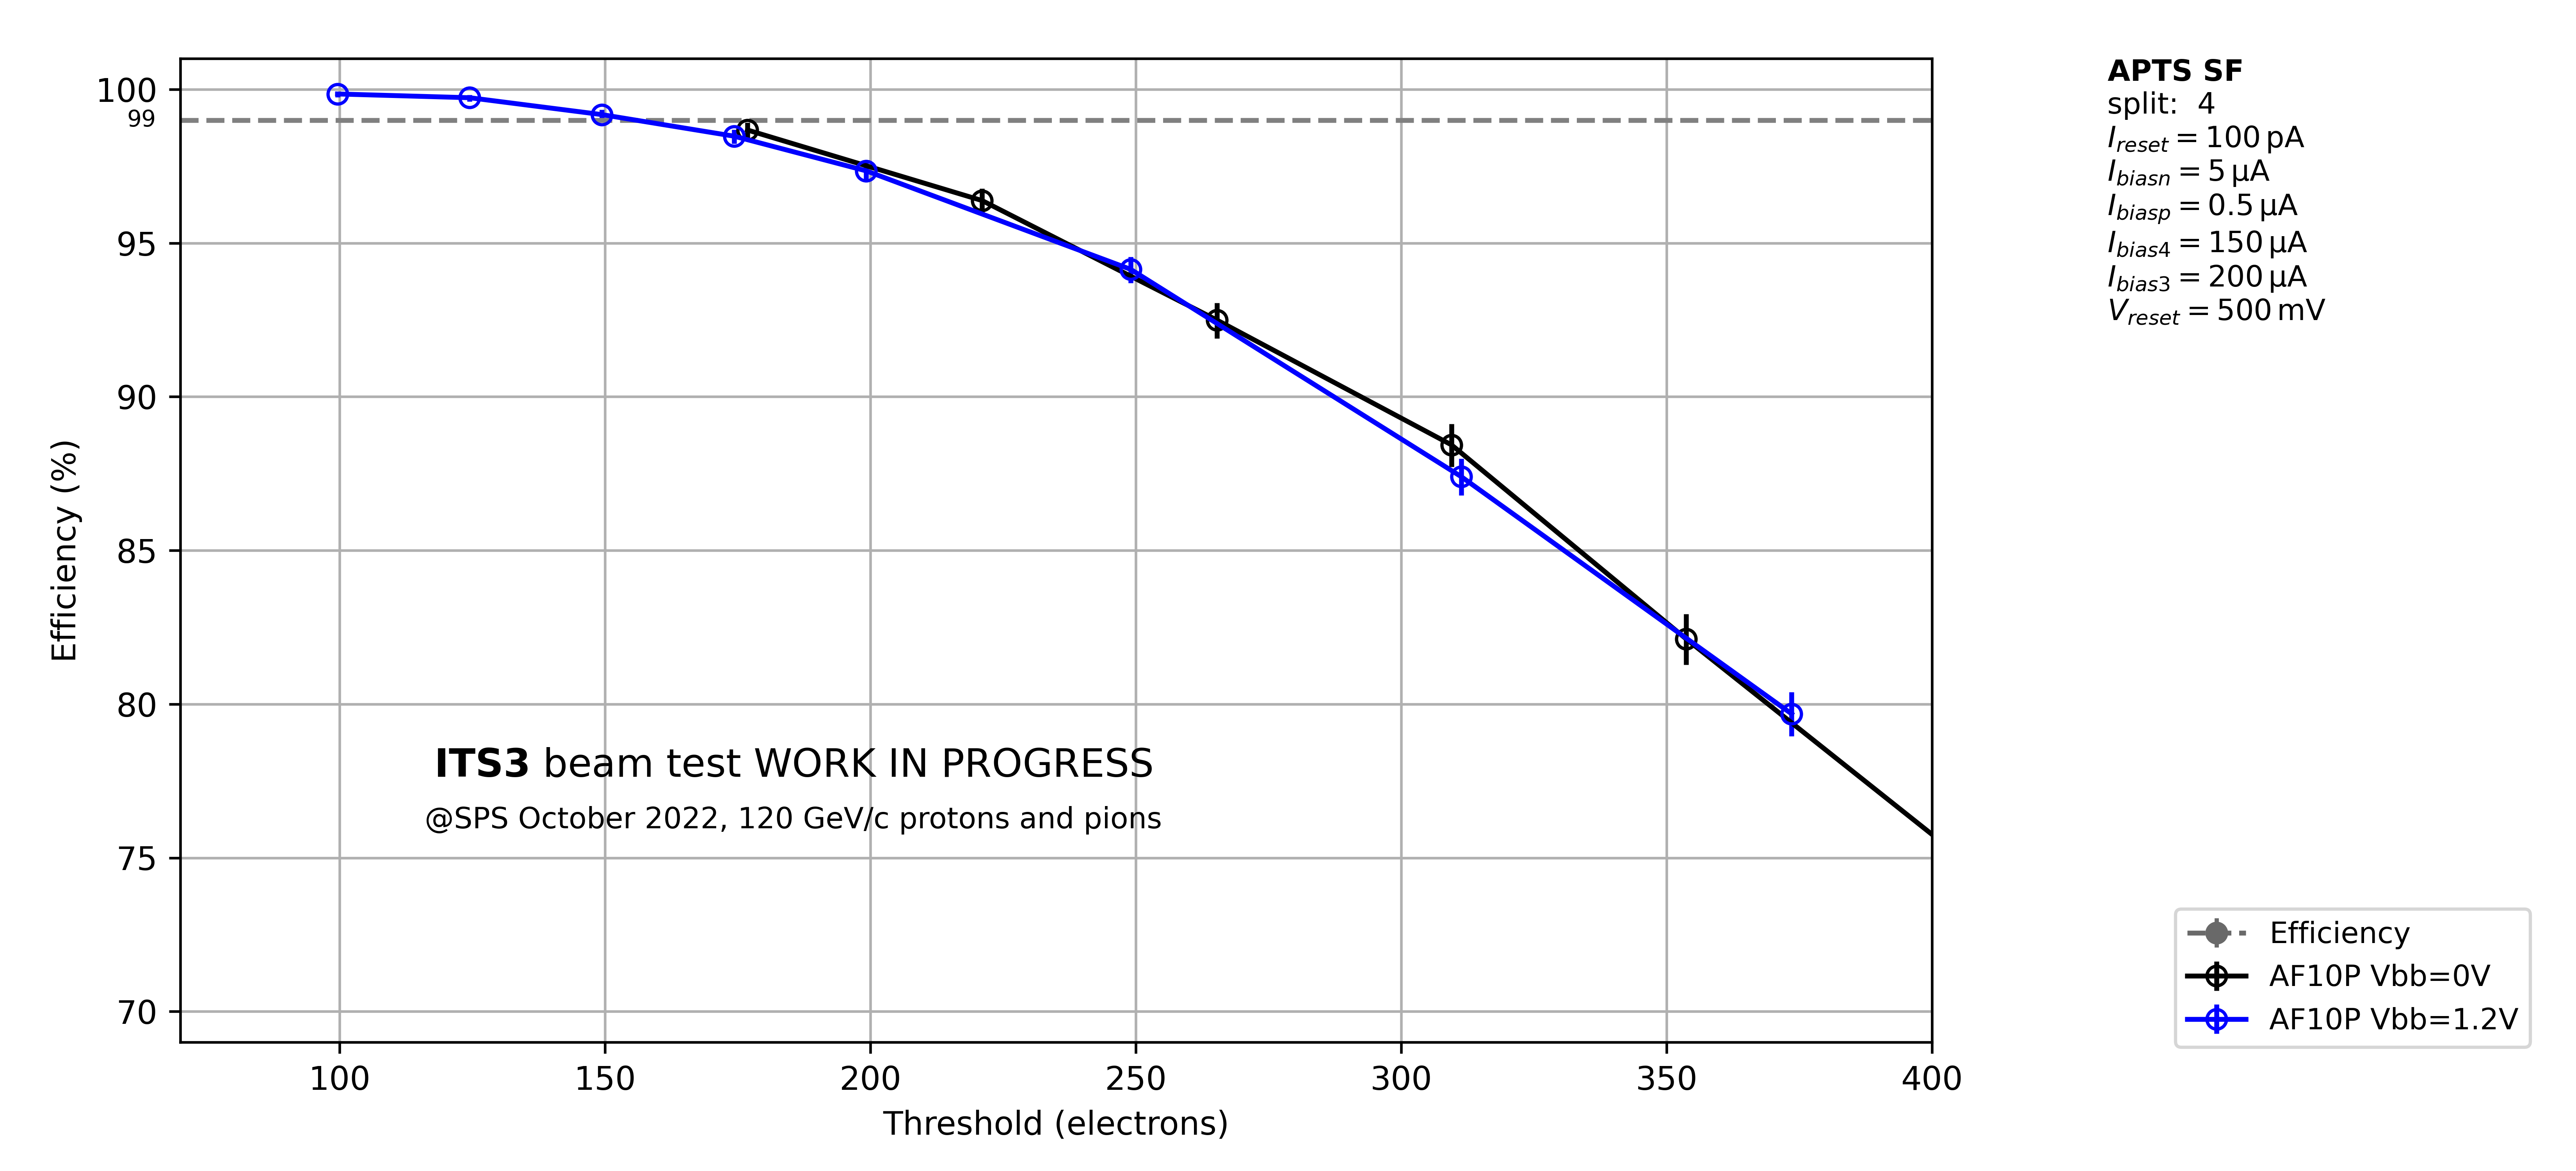 100
99
95
90
85
80
75
70
Efficiency (%)
ITS3 beam test WORK IN PROGRESS
@SPS October 2022, 120 GeV/c protons and pions
100 150 200 250 300 350 400
Threshold (electrons)
APTS SF
split: 4
I_reset = 100 pA
I_biasn = 5 µA
I_biasp = 0.5 µA
I_bias4 = 150 µA
I_bias3 = 200 µA
V_reset = 500 mV
Efficiency
AF10P Vbb=0V
AF10P Vbb=1.2V